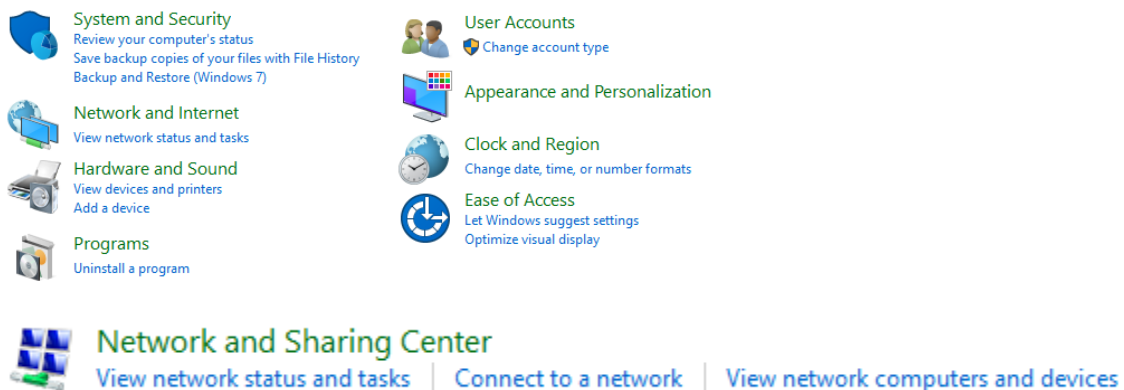 System and Security
Review your computer's status
Save backup copies of your files with File History
Backup and Restore (Windows 7)
Network and Internet
View network status and tasks
Hardware and Sound
View devices and printers
Add a device
Programs
Uninstall a program
User Accounts
Change account type
Appearance and Personalization
Clock and Region
Change date, time, or number formats
Ease of Access
Let Windows suggest settings
Optimize visual display
Network and Sharing Center
View network status and tasks | Connect to a network | View network computers and devices